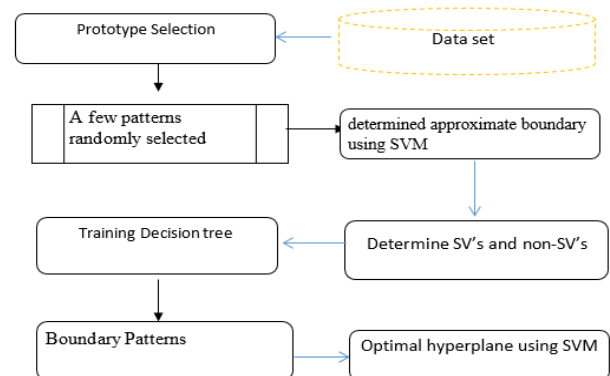 Prototype Selection
Data set
A few patterns
randomly selected
determined approximate boundary
using SVM
Training Decision tree
Determine SV's and non-SV's
Boundary Patterns
Optimal hyperplane using SVM